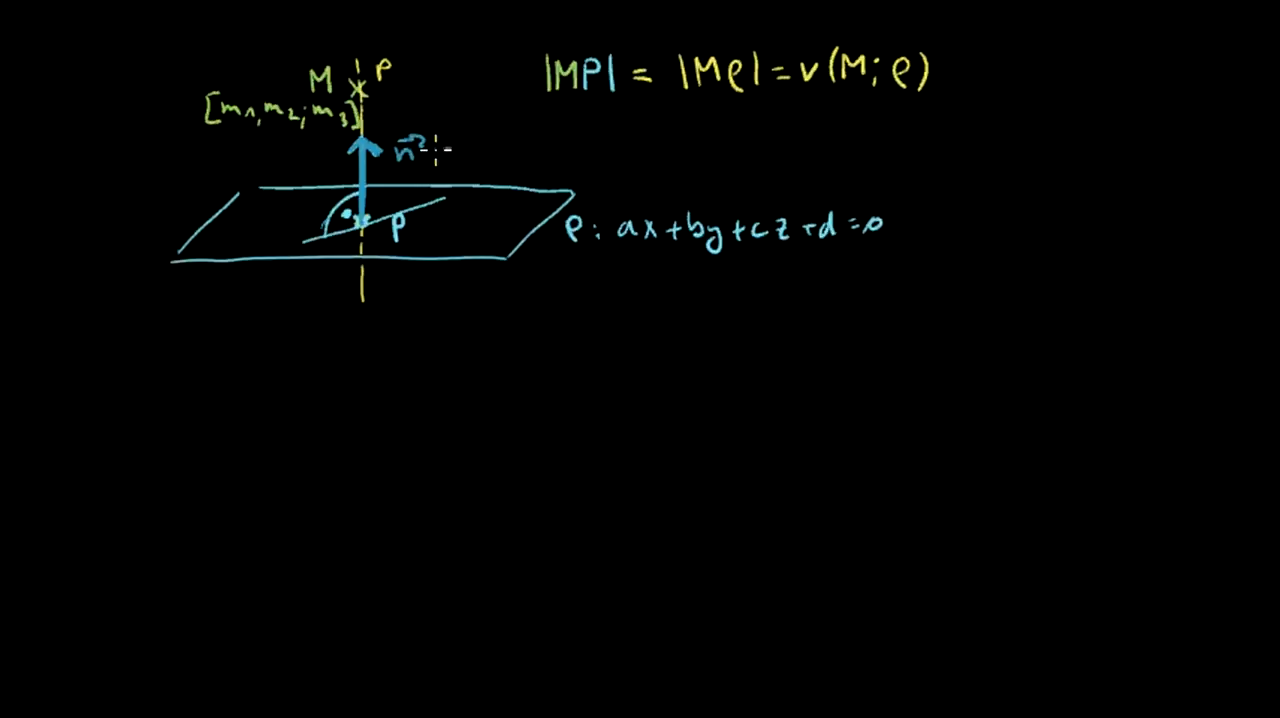 M p |MP| = |Mρ| = v(M; ρ)
[m₁, m₂; m₃]
n⃗
P ρ: ax+by+cz+d=0